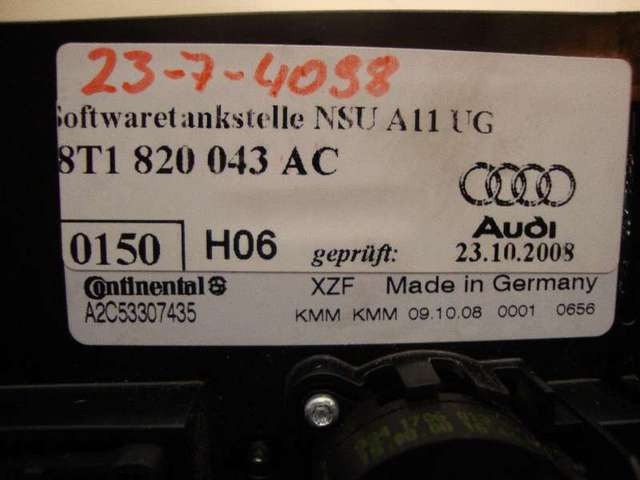 23-7-4098
Softwaretankstelle NSU A11 UG
8T1 820 043 AC
Audi
0150 H06 geprüft: 23.10.2008
Continental XZF Made in Germany
A2C53307435 KMM KMM 09.10.08 0001 0656